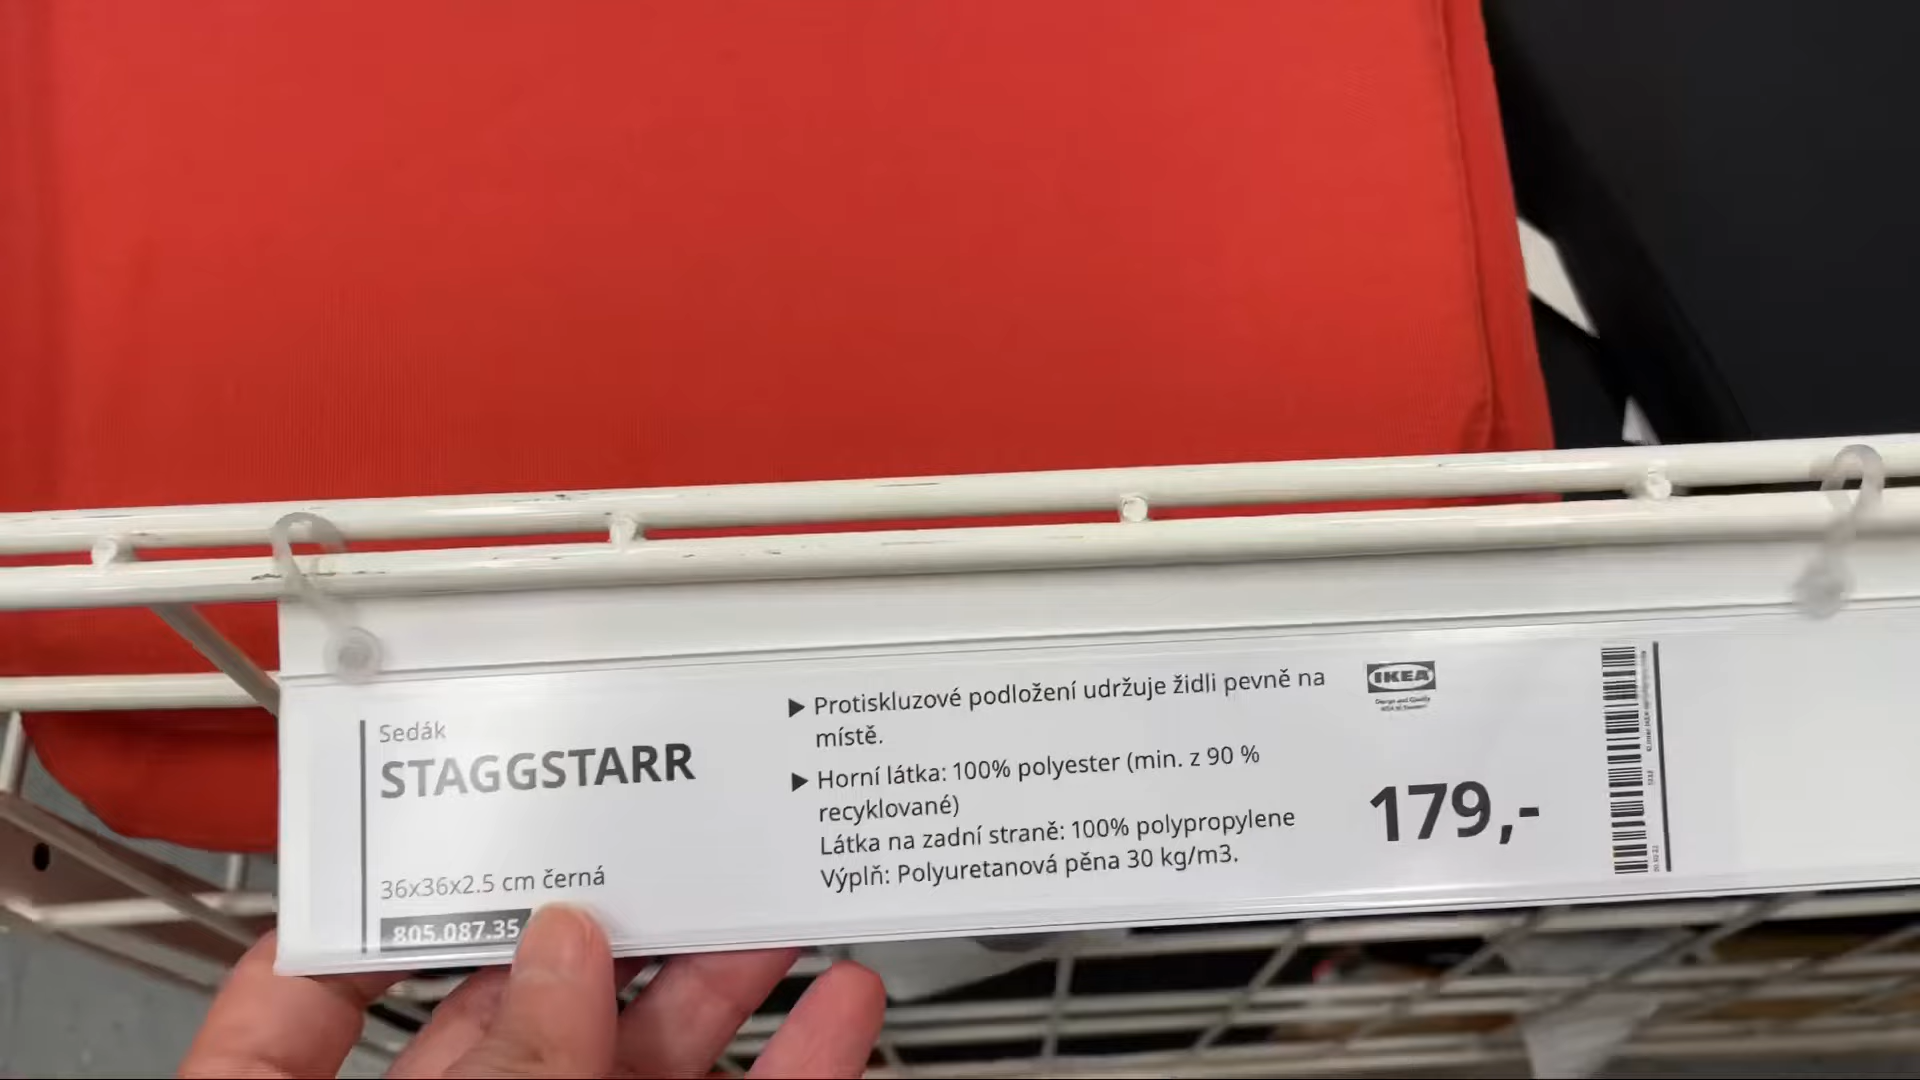 Sedák
STAGGSTARR
36x36x2.5 cm černá
805.087.35
▶ Protiskluzové podložení udržuje židli pevně na
místě.
▶ Horní látka: 100% polyester (min. z 90 %
recyklované)
Látka na zadní straně: 100% polypropylene
Výplň: Polyuretanová pěna 30 kg/m3.
IKEA
179,-